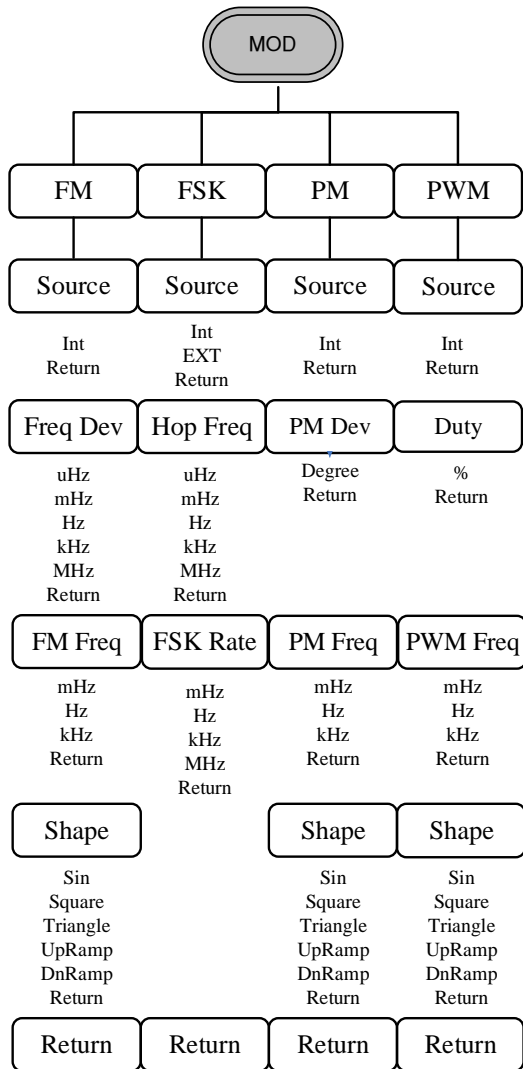 MOD
FM FSK PM PWM
Source Source Source Source
Int Int Int Int
Return EXT Return Return
Return
Freq Dev Hop Freq PM Dev Duty
uHz uHz Degree %
mHz mHz Return Return
Hz Hz
kHz kHz
MHz MHz
Return Return
FM Freq FSK Rate PM Freq PWM Freq
mHz mHz mHz mHz
Hz Hz Hz Hz
kHz kHz kHz kHz
Return MHz Return Return
Return
Shape Shape Shape
Sin Sin Sin
Square Square Square
Triangle Triangle Triangle
UpRamp UpRamp UpRamp
DnRamp DnRamp DnRamp
Return Return Return
Return Return Return Return